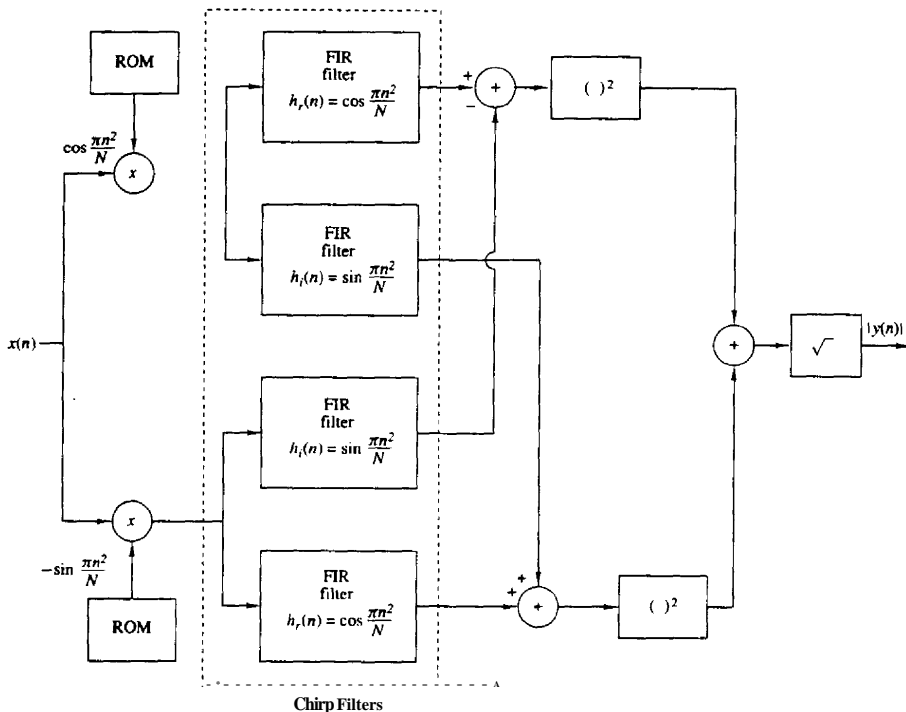 ROM
cos πn²/N
x
FIR
filter
h_r(n) = cos πn²/N
+
−
+
( )²
FIR
filter
h_i(n) = sin πn²/N
x(n)
+
√
|y(n)|
FIR
filter
h_i(n) = sin πn²/N
x
−sin πn²/N
ROM
FIR
filter
h_r(n) = cos πn²/N
+
+
+
( )²
Chirp Filters